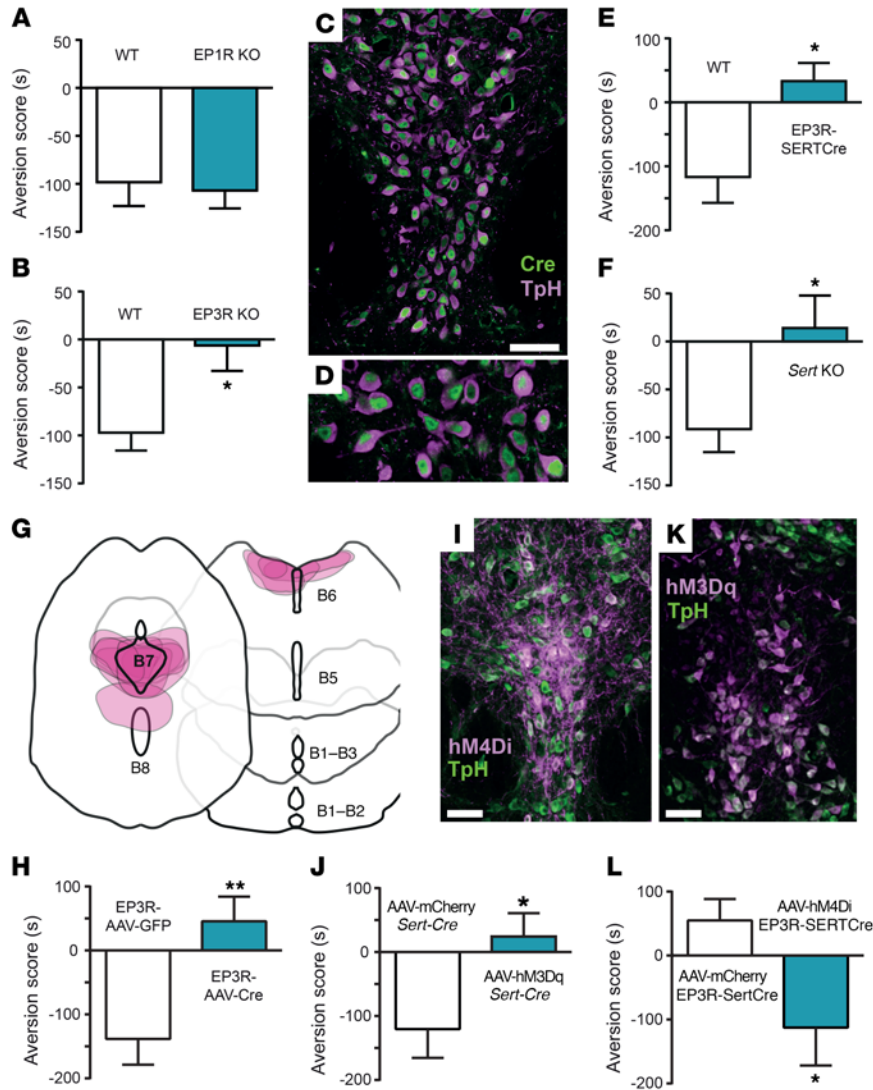 A
Aversion score (s)
50
0
-50
-100
-150
WT
EP1R KO
B
Aversion score (s)
50
0
-50
-100
-150
WT
EP3R KO
*
C
Cre
TpH
D
E
Aversion score (s)
100
0
-100
-200
WT
*
EP3R-
SERTCre
F
Aversion score (s)
50
0
-50
-100
-150
WT
*
Sert KO
G
B7
B8
B6
B5
B1–B3
B1–B2
I
hM4Di
TpH
K
hM3Dq
TpH
H
Aversion score (s)
100
0
-100
-200
EP3R-
AAV-GFP
**
EP3R-
AAV-Cre
J
Aversion score (s)
100
0
-100
-200
AAV-mCherry
Sert-Cre
*
AAV-hM3Dq
Sert-Cre
L
Aversion score (s)
100
0
-100
-200
AAV-hM4Di
EP3R-SERTCre
AAV-mCherry
EP3R-SertCre
*